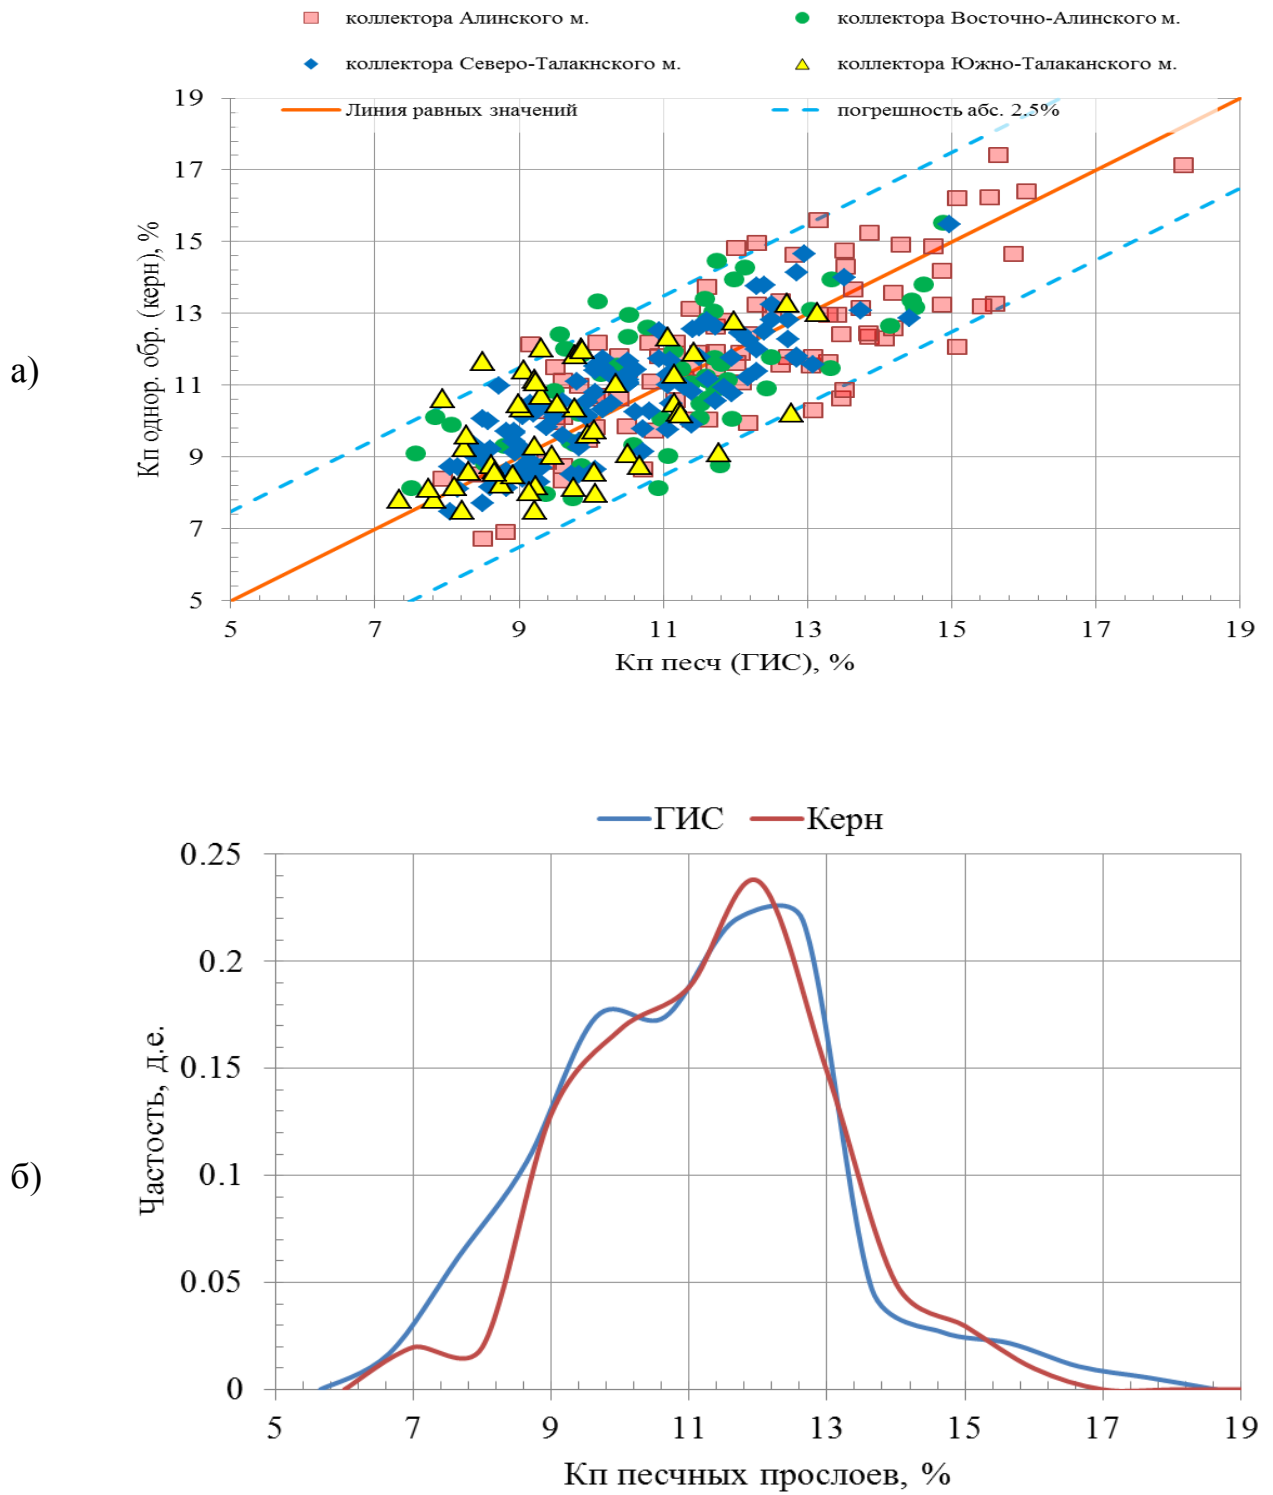 коллектора Алинского м. коллектора Восточно-Алинского м.
коллектора Северо-Талакнского м. коллектора Южно-Талаканского м.
Линия равных значений погрешность абс. 2.5%
19
17
15
13
11
9
7
5
Кп однор. обр. (керн), %
а)
5 7 9 11 13 15 17 19
Кп песч (ГИС), %
ГИС Керн
0.25
0.2
0.15
0.1
0.05
0
Частость, д.е.
б)
5 7 9 11 13 15 17 19
Кп песчных прослоев, %